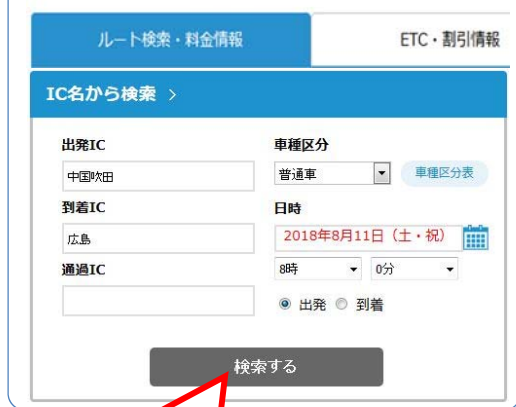 ルート検索・料金情報
ETC・割引情報
IC名から検索 >
出発IC
車種区分
中国吹田
普通車
車種区分表
到着IC
日時
広島
2018年8月11日（土・祝）
通過IC
8時
0分
出発
到着
検索する